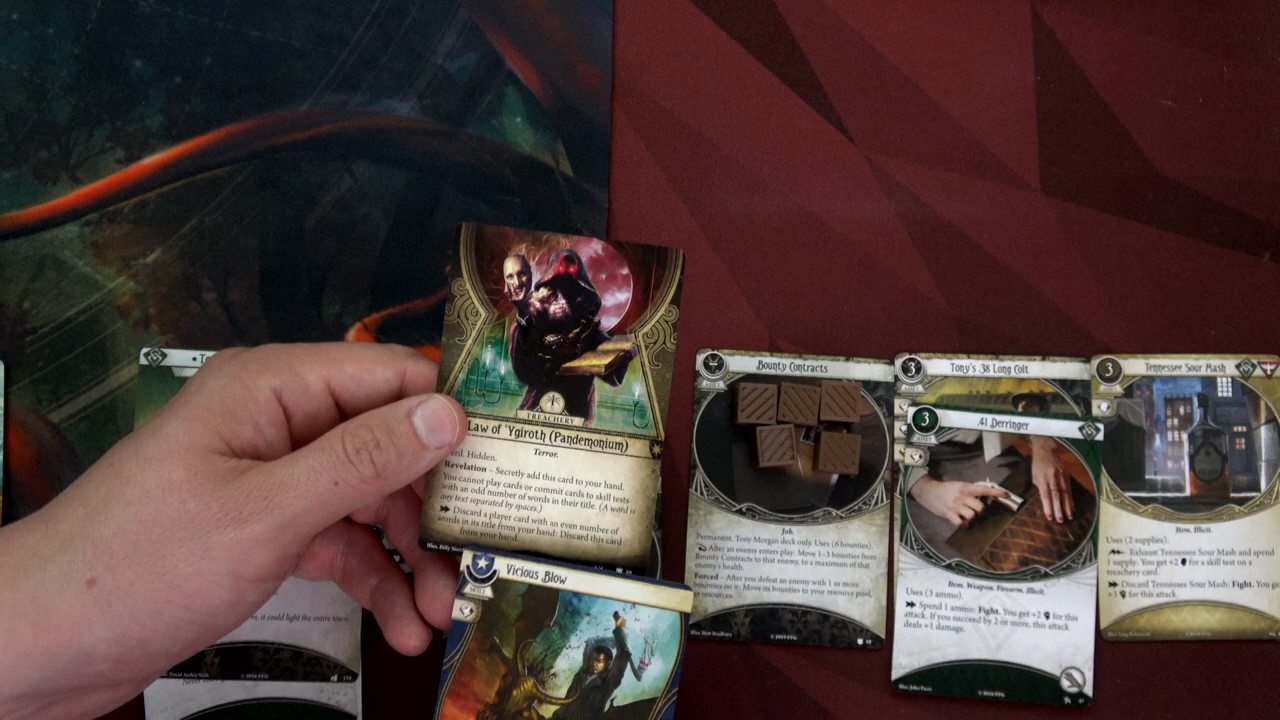 TREACHERY
Law of 'Ygiroth (Pandemonium)
Terror.
Hidden.
Revelation – Secretly add this card to your hand.
You cannot play cards or commit cards to skill tests
with an odd number of words in their title. (A word is
any text separated by spaces.)
Discard a player card with an even number of
words in its title from your hand: Discard this card
from your hand.
SKILL
Vicious Blow
it could light the entire town.
ASSET
Bounty Contracts
Job.
Permanent. Tony Morgan deck only. Uses (6 bounties).
After an enemy enters play: Move 1–3 bounties from
Bounty Contracts to that enemy, to a maximum of that
enemy's health.
Forced – After you defeat an enemy with 1 or more
bounties on it: Move its bounties to your resource pool,
as resources.
© 2019 FFG
3
Tony's .38 Long Colt
3
ASSET
.41 Derringer
Item. Weapon. Firearm. Illicit.
Uses (3 ammo).
Spend 1 ammo: Fight. You get +2 for this
attack. If you succeed by 2 or more, this attack
deals +1 damage.
© 2016 FFG
3
ASSET
Tennessee Sour Mash
Item. Illicit.
Uses (2 supplies).
Exhaust Tennessee Sour Mash and spend
1 supply: You get +2 for a skill test on a
treachery card.
Discard Tennessee Sour Mash: Fight. You get
+3 for this attack.